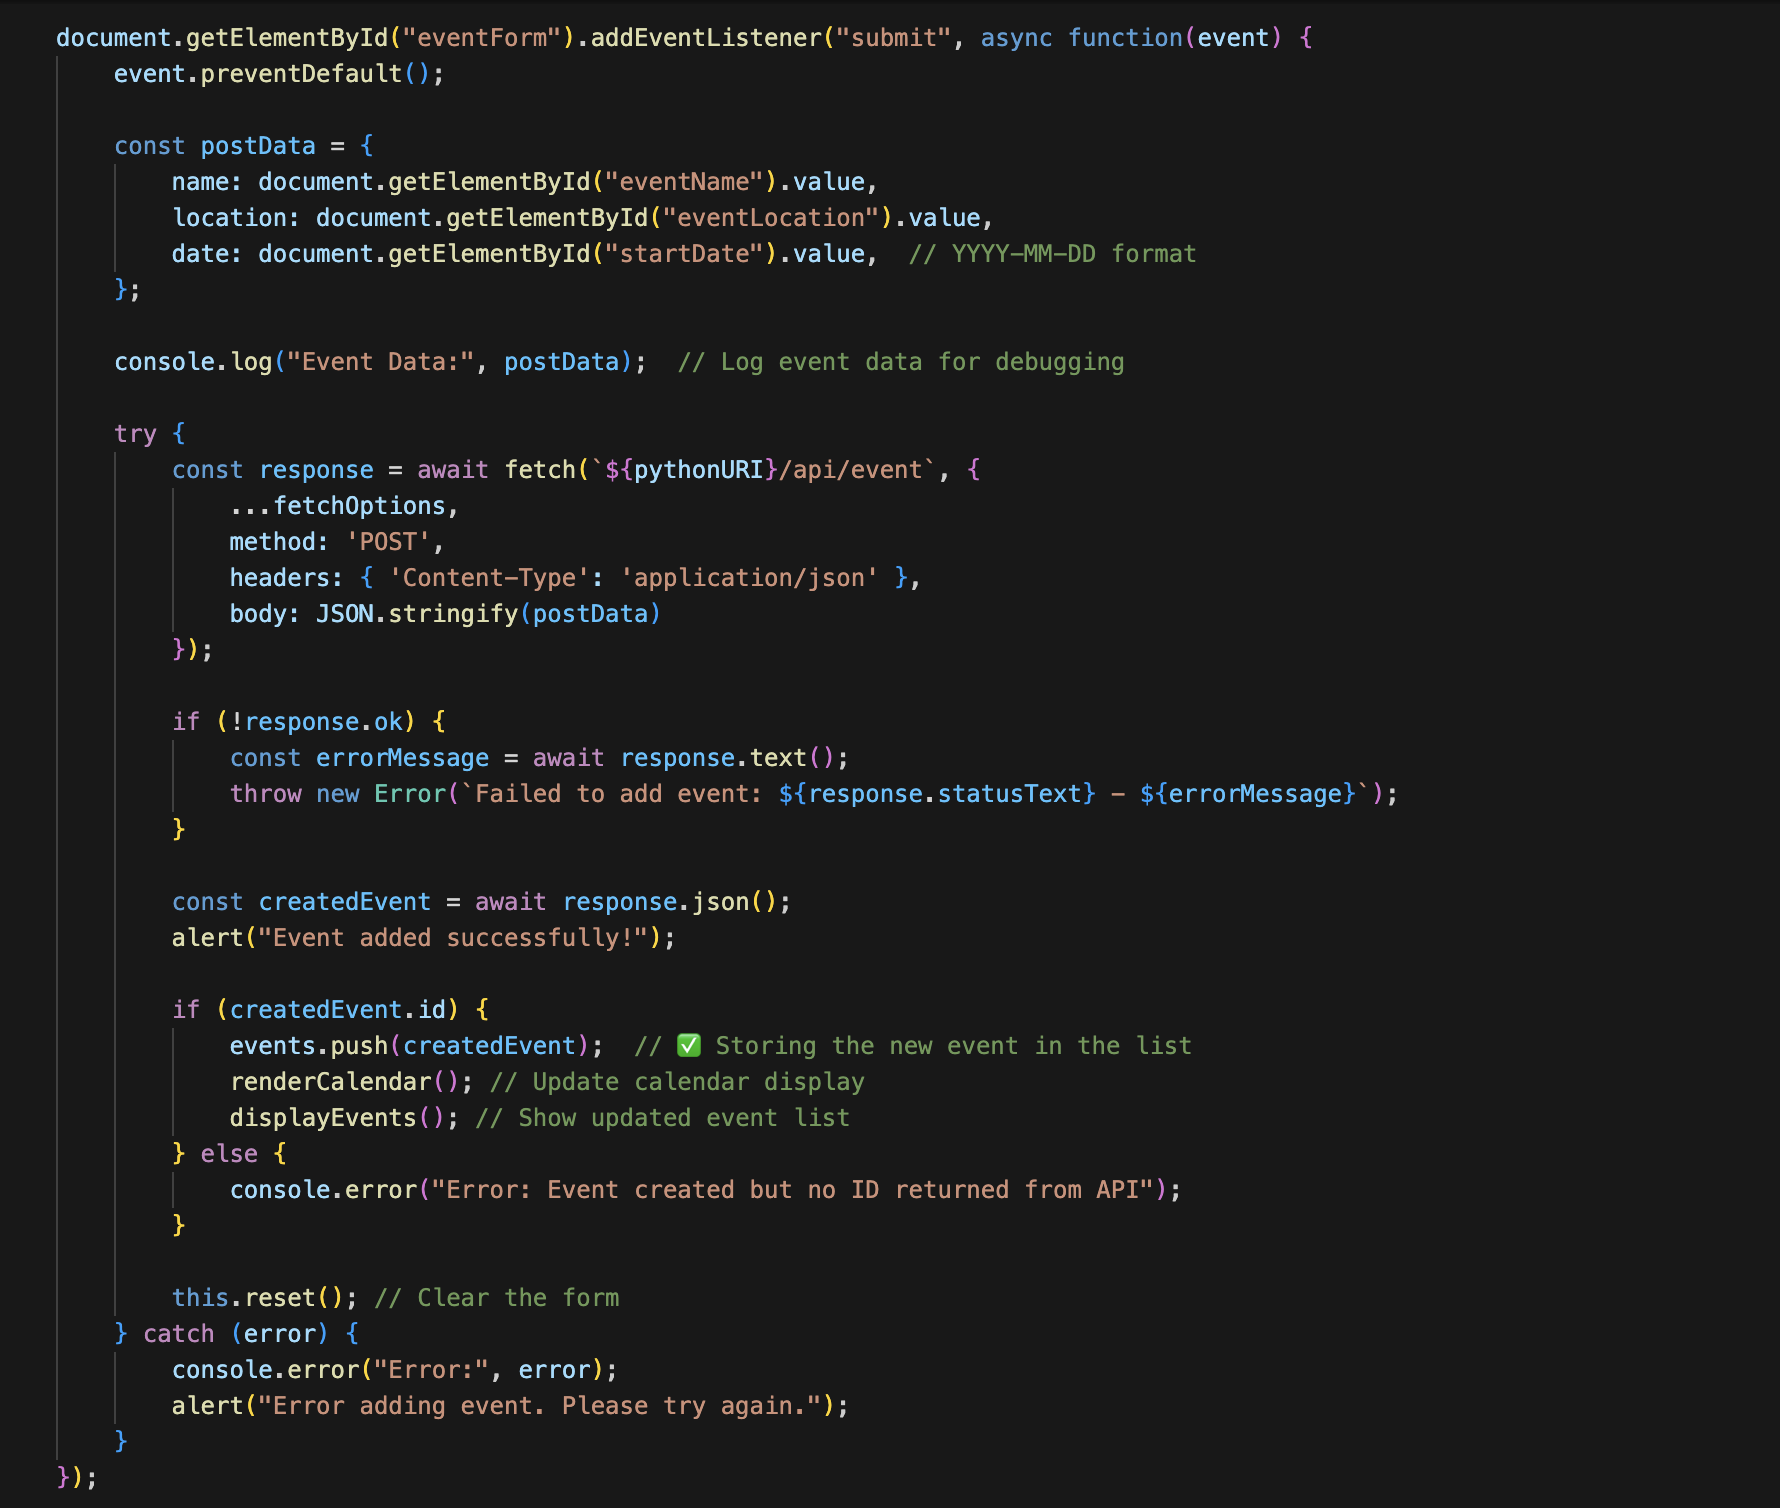 document.getElementById("eventForm").addEventListener("submit", async function(event) {
    event.preventDefault();

    const postData = {
        name: document.getElementById("eventName").value,
        location: document.getElementById("eventLocation").value,
        date: document.getElementById("startDate").value,  // YYYY-MM-DD format
    };

    console.log("Event Data:", postData);  // Log event data for debugging

    try {
        const response = await fetch(`${pythonURI}/api/event`, {
            ...fetchOptions,
            method: 'POST',
            headers: { 'Content-Type': 'application/json' },
            body: JSON.stringify(postData)
        });

        if (!response.ok) {
            const errorMessage = await response.text();
            throw new Error(`Failed to add event: ${response.statusText} - ${errorMessage}`);
        }

        const createdEvent = await response.json();
        alert("Event added successfully!");

        if (createdEvent.id) {
            events.push(createdEvent);  // ✅ Storing the new event in the list
            renderCalendar(); // Update calendar display
            displayEvents(); // Show updated event list
        } else {
            console.error("Error: Event created but no ID returned from API");
        }

        this.reset(); // Clear the form
    } catch (error) {
        console.error("Error:", error);
        alert("Error adding event. Please try again.");
    }
});